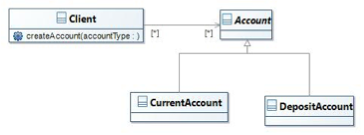 Client
Account
createAccount(accountType : )
[*]
[*]
CurrentAccount
DepositAccount